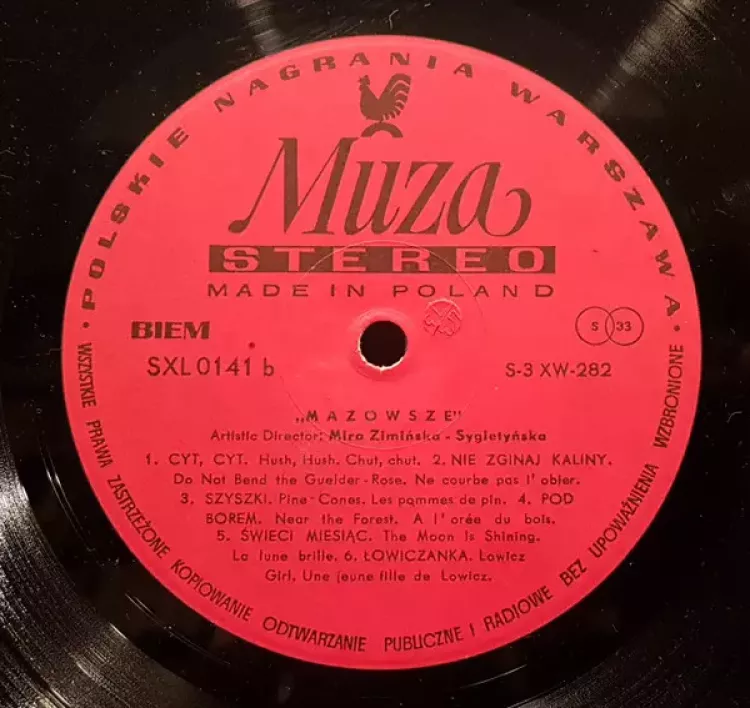 POLSKIE NAGRANIA WARSZAWA
Muza
STEREO
MADE IN POLAND
BIEM
S 33
SXL 0141 b
S-3 XW-282
„MAZOWSZE"
Artistic Director: Mira Zimińska - Sygietyńska
1. CYT, CYT. Hush, Hush. Chut, chut. 2. NIE ZGINAJ KALINY.
Do Not Bend the Guelder-Rose. Ne courbe pas l'obier.
3. SZYSZKI. Pine-Cones. Les pommes de pin. 4. POD
BOREM. Near the Forest. A l'orée du bois.
5. ŚWIECI MIESIĄC. The Moon is Shining.
La lune brille. 6. ŁOWICZANKA. Lowicz
Girl. Une jeune fille de Lowicz.
WSZYSTKIE PRAWA ZASTRZEŻONE KOPIOWANIE ODTWARZANIE PUBLICZNE I RADIOWE BEZ UPOWAŻNIENIA WZBRONIONE